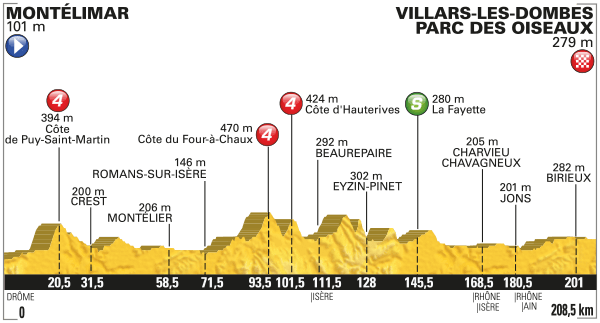 MONTÉLIMAR
101 m
VILLARS-LES-DOMBES
PARC DES OISEAUX
279 m
4
394 m
Côte
de Puy-Saint-Martin
200 m
CREST
206 m
MONTÉLIER
146 m
ROMANS-SUR-ISÈRE
470 m
Côte du Four-à-Chaux
4
4
424 m
Côte d'Hauterives
292 m
BEAUREPAIRE
302 m
EYZIN-PINET
S
280 m
La Fayette
205 m
CHARVIEU
CHAVAGNEUX
201 m
JONS
282 m
BIRIEUX
20,5 31,5 58,5 71,5 93,5 101,5 111,5 128 145,5 168,5 180,5 201
DRÔME
|ISÈRE
|RHÔNE
|ISÈRE
|RHÔNE
|AIN
0
208,5 km